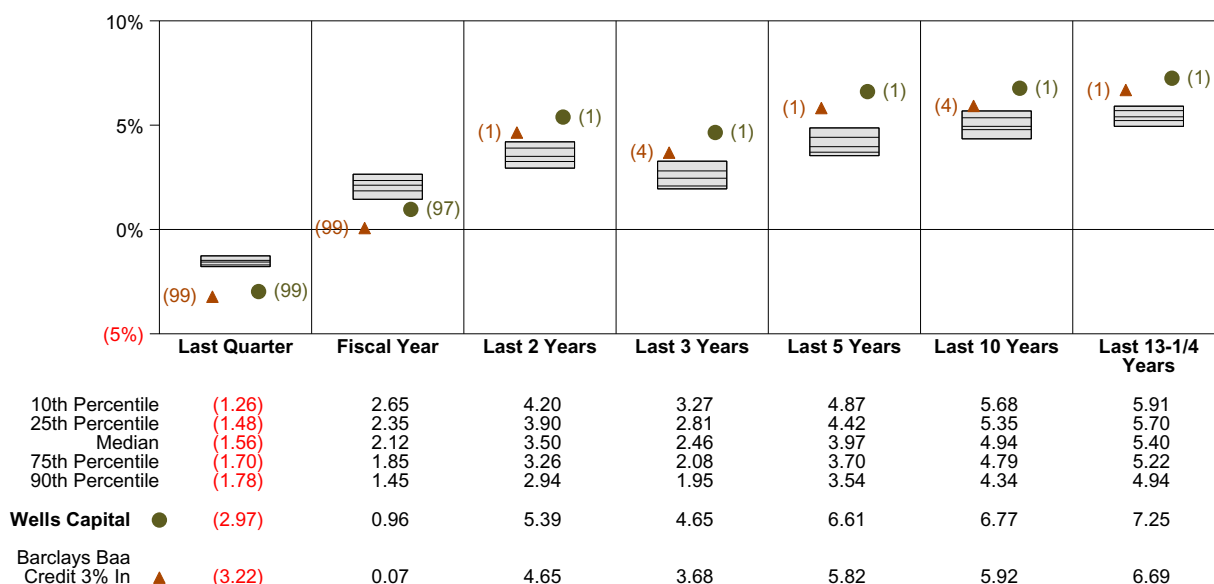 10%
5%
0%
(5%)
(99) (99)
(99) (97)
(1) (1)
(4) (1)
(1) (1)
(4) (1)
(1) (1)
Last Quarter Fiscal Year Last 2 Years Last 3 Years Last 5 Years Last 10 Years Last 13-1/4
Years
10th Percentile (1.26) 2.65 4.20 3.27 4.87 5.68 5.91
25th Percentile (1.48) 2.35 3.90 2.81 4.42 5.35 5.70
Median (1.56) 2.12 3.50 2.46 3.97 4.94 5.40
75th Percentile (1.70) 1.85 3.26 2.08 3.70 4.79 5.22
90th Percentile (1.78) 1.45 2.94 1.95 3.54 4.34 4.94
Wells Capital (2.97) 0.96 5.39 4.65 6.61 6.77 7.25
Barclays Baa
Credit 3% In (3.22) 0.07 4.65 3.68 5.82 5.92 6.69